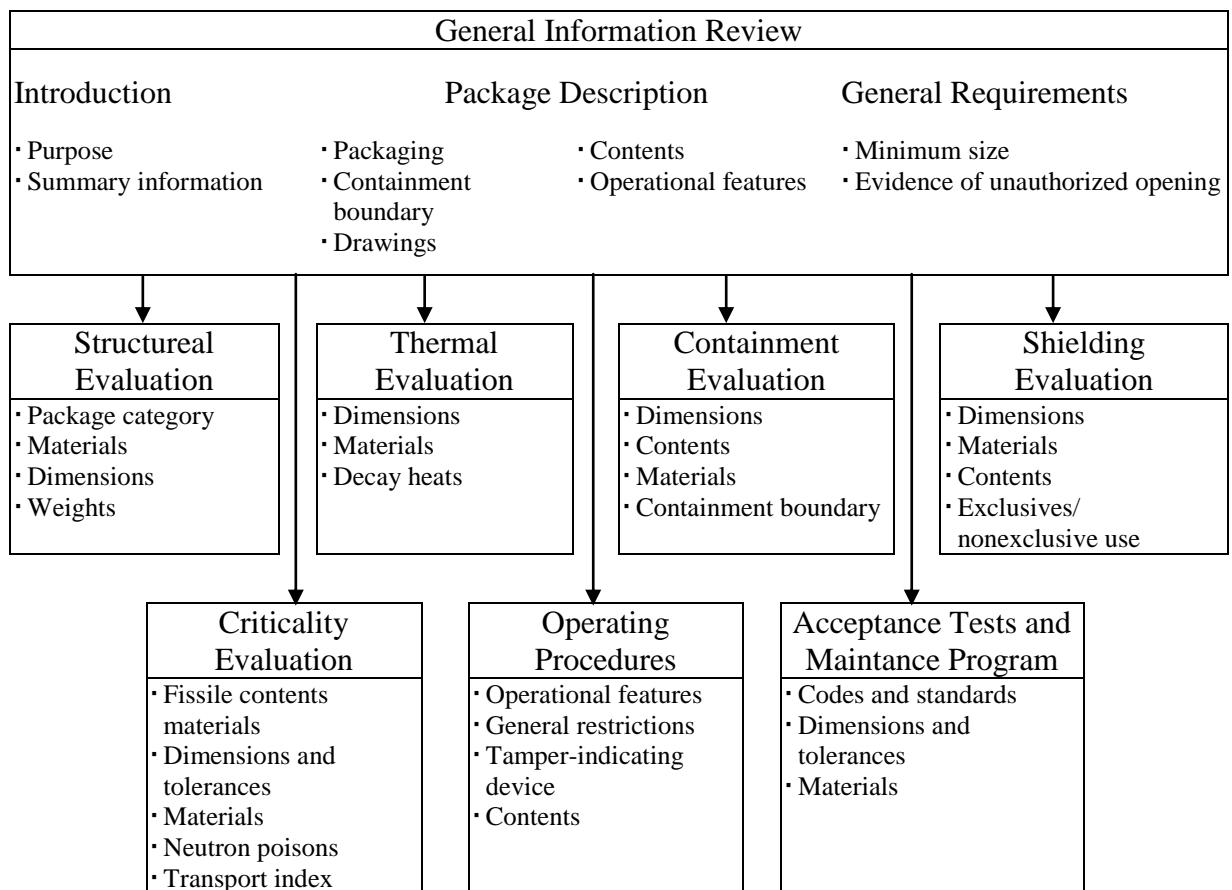 General Information Review
Introduction
· Purpose
· Summary information
Package Description
· Packaging
· Containment
boundary
· Drawings
· Contents
· Operational features
General Requirements
· Minimum size
· Evidence of unauthorized opening
Structureal
Evaluation
· Package category
· Materials
· Dimensions
· Weights
Thermal
Evaluation
· Dimensions
· Materials
· Decay heats
Containment
Evaluation
· Dimensions
· Contents
· Materials
· Containment boundary
Shielding
Evaluation
· Dimensions
· Materials
· Contents
· Exclusives/
nonexclusive use
Criticality
Evaluation
· Fissile contents
materials
· Dimensions and
tolerances
· Materials
· Neutron poisons
· Transport index
Operating
Procedures
· Operational features
· General restrictions
· Tamper-indicating
device
· Contents
Acceptance Tests and
Maintance Program
· Codes and standards
· Dimensions and
tolerances
· Materials